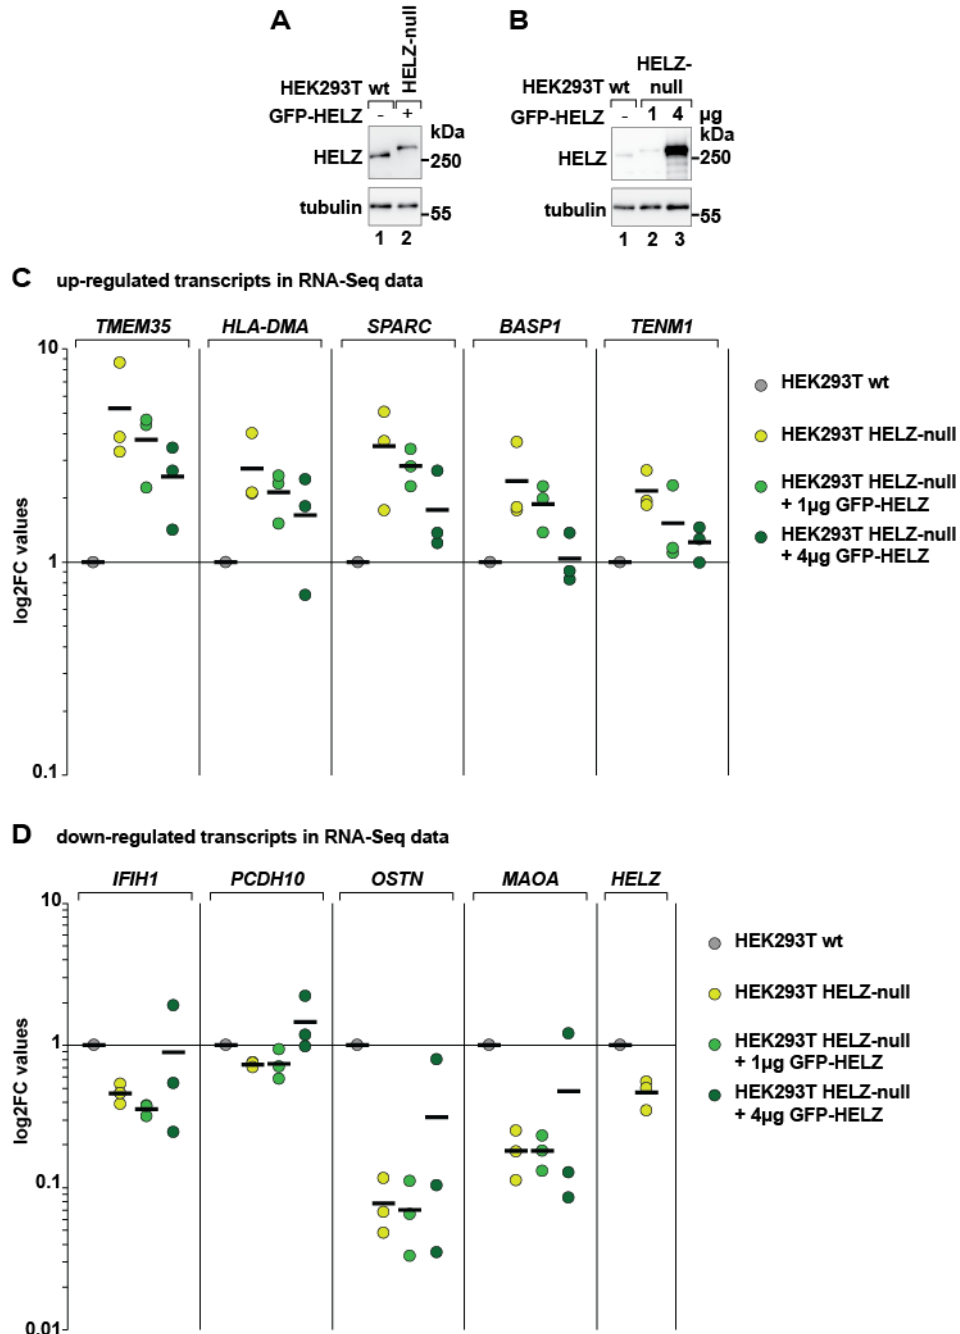 A
HEK293T wt HELZ-null
GFP-HELZ - +
kDa
HELZ
-250
tubulin
-55
1 2
B
HELZ-
HEK293T wt null
GFP-HELZ - 1 4 µg
kDa
HELZ
-250
tubulin
-55
1 2 3
C up-regulated transcripts in RNA-Seq data
TMEM35 HLA-DMA SPARC BASP1 TENM1
10
1
0.1
log2FC values
HEK293T wt
HEK293T HELZ-null
HEK293T HELZ-null
+ 1µg GFP-HELZ
HEK293T HELZ-null
+ 4µg GFP-HELZ
D down-regulated transcripts in RNA-Seq data
IFIH1 PCDH10 OSTN MAOA HELZ
10
1
0.1
0.01
log2FC values
HEK293T wt
HEK293T HELZ-null
HEK293T HELZ-null
+ 1µg GFP-HELZ
HEK293T HELZ-null
+ 4µg GFP-HELZ